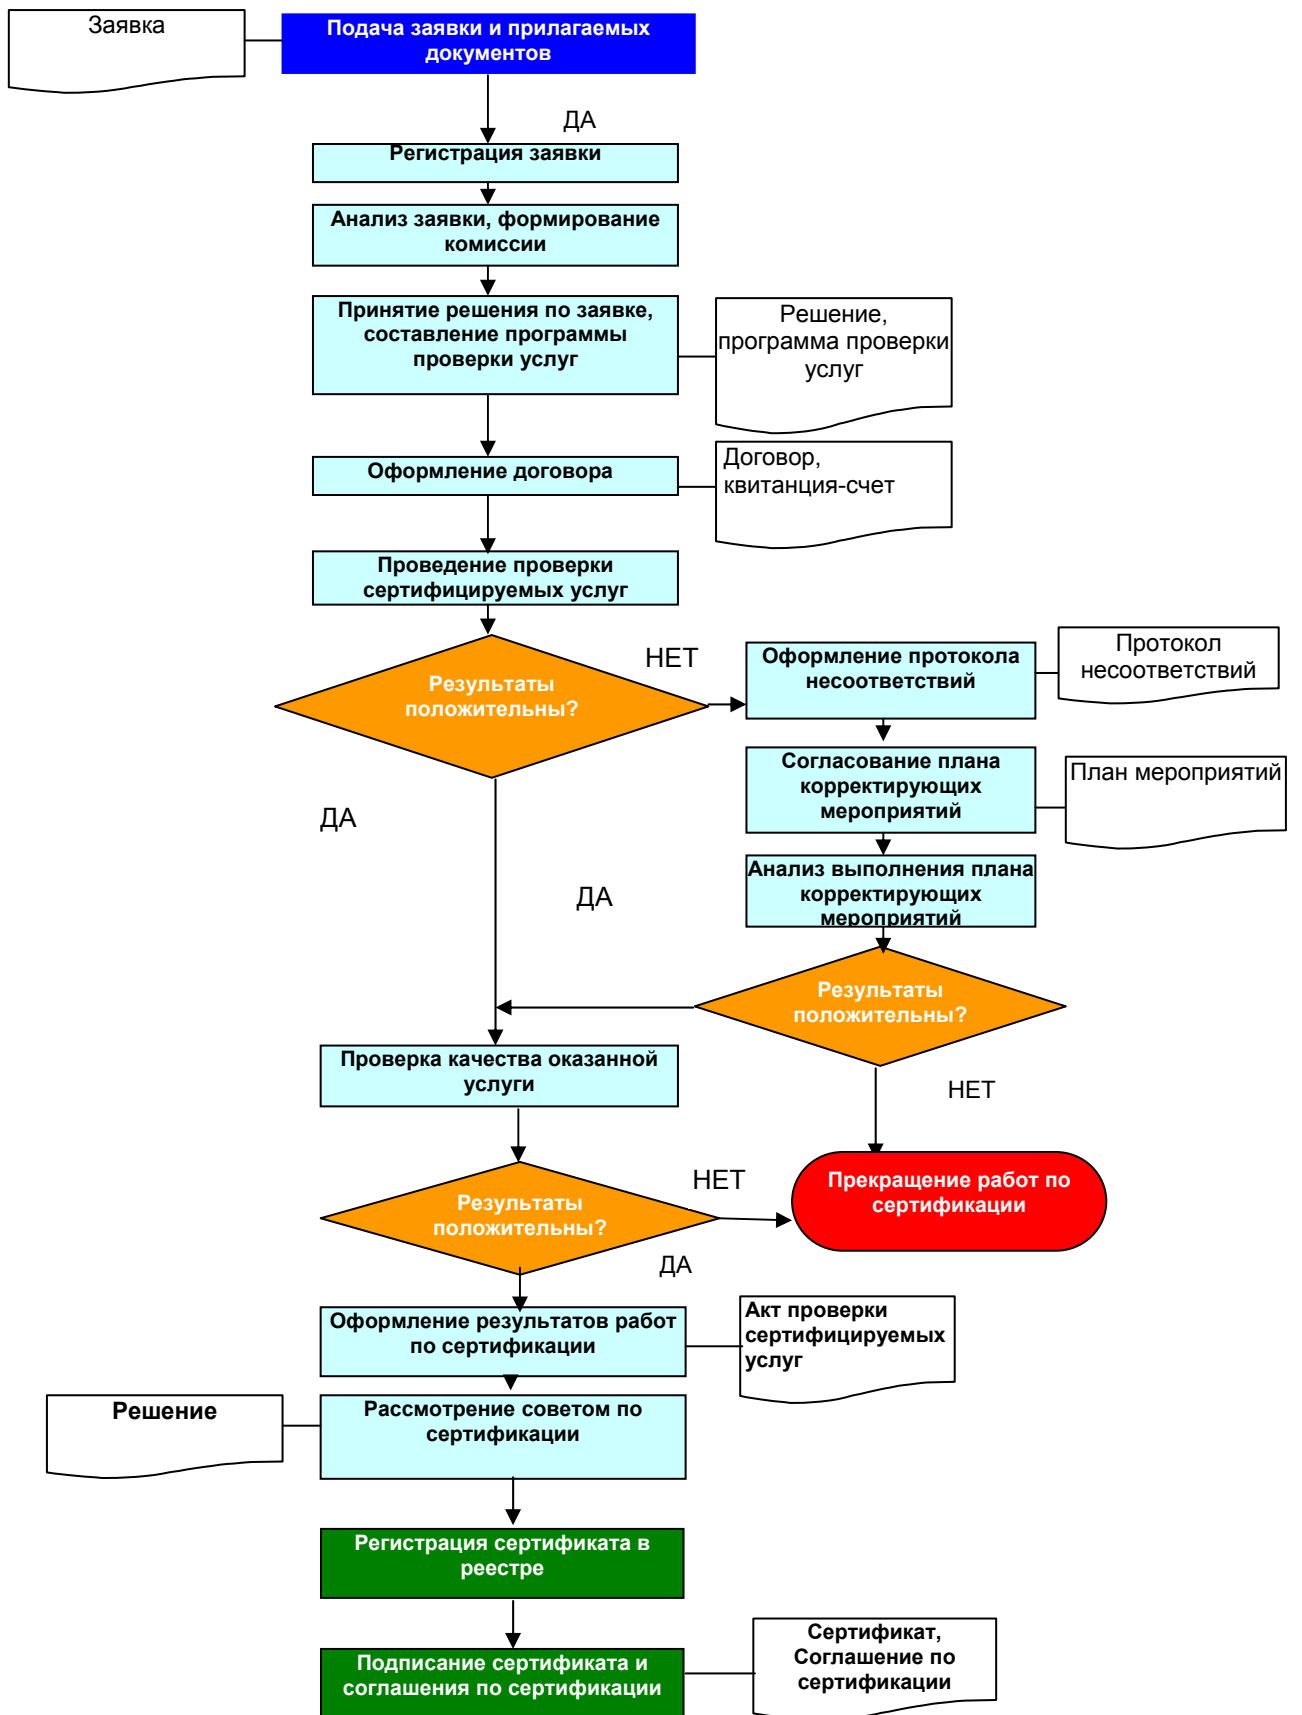 Заявка
Подача заявки и прилагаемых
документов
ДА
Регистрация заявки
Анализ заявки, формирование
комиссии
Принятие решения по заявке,
составление программы
проверки услуг
Решение,
программа проверки
услуг
Оформление договора
Договор,
квитанция-счет
Проведение проверки
сертифицируемых услуг
Результаты
положительны?
НЕТ
Оформление протокола
несоответствий
Протокол
несоответствий
Согласование плана
корректирующих
мероприятий
План мероприятий
ДА
Анализ выполнения плана
корректирующих
мероприятий
ДА
Результаты
положительны?
Проверка качества оказанной
услуги
НЕТ
Результаты
положительны?
НЕТ
Прекращение работ по
сертификации
ДА
Оформление результатов работ
по сертификации
Акт проверки
сертифицируемых
услуг
Решение
Рассмотрение советом по
сертификации
Регистрация сертификата в
реестре
Подписание сертификата и
соглашения по сертификации
Сертификат,
Соглашение по
сертификации